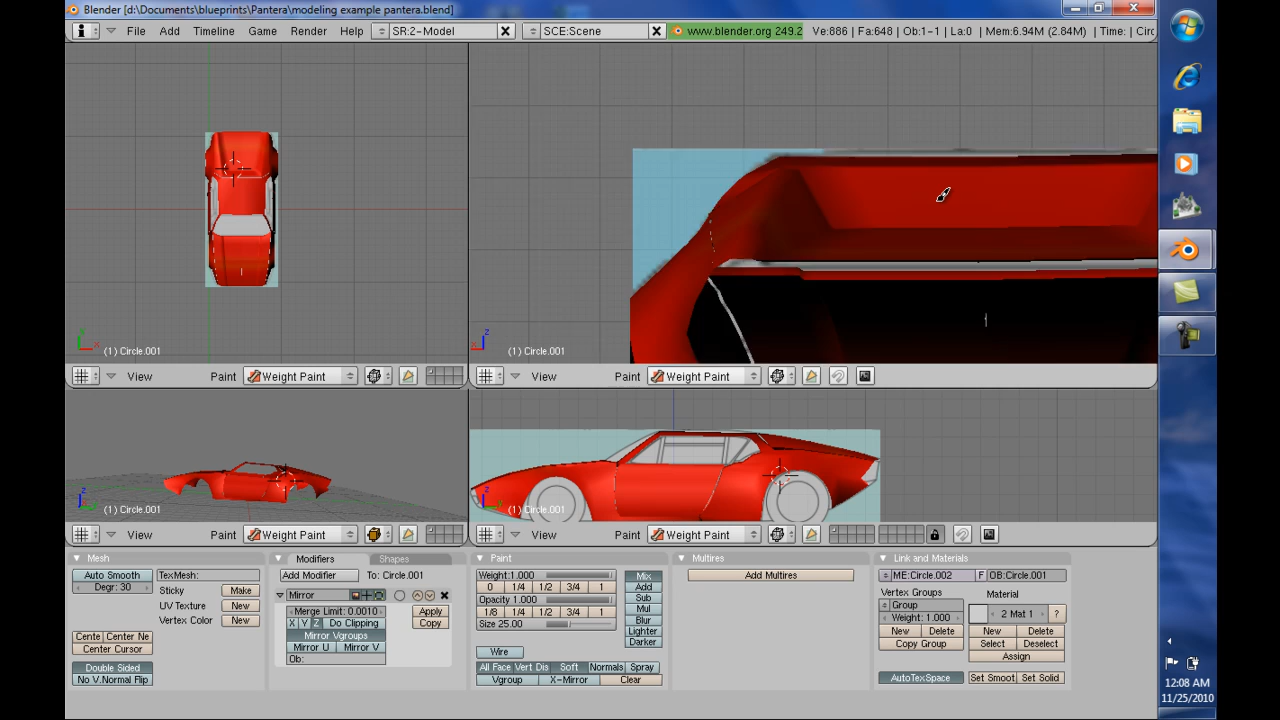 Blender [d:\Documents\blueprints\Pantera\modeling example pantera.blend]
File Add Timeline Game Render Help SR:2-Model SCE:Scene www.blender.org 249.2 Ve:886 | Fa:648 | Ob:1-1 | La:0 | Mem:6.94M (2.64M) | Time: | Circ
(1) Circle.001
(1) Circle.001
View Paint Weight Paint
View Paint Weight Paint
(1) Circle.001
(1) Circle.001
View Paint Weight Paint
View Paint Weight Paint
Mesh
Auto Smooth
Degr: 30
TexMesh:
Sticky Make
UV Texture New
Vertex Color New
Cente Center Ne
Center Cursor
Double Sided
No V.Normal Flip
Modifiers Shapes
Add Modifier To: Circle.001
Mirror
Merge Limit: 0.0010 Apply
X Y Z Do Clipping Copy
Mirror Vgroups
Mirror U Mirror V
Ob:
Paint
Weight:1.000
0 1/4 1/2 3/4 1
Opacity 1.000
1/8 1/4 1/2 3/4 1
Size 25.00
Mix
Add
Sub
Mul
Blur
Lighter
Darker
Wire
All Face Vert Dis Soft Normals Spray
Vgroup X-Mirror Clear
Multires
Add Multires
Link and Materials
ME:Circle.002 F OB:Circle.001
Vertex Groups
Group
Weight: 1.000
New Delete
Copy Group
Material
2 Mat 1 ?
New Delete
Select Deselect
Assign
AutoTexSpace Set Smoot Set Solid
12:08 AM
11/25/2010